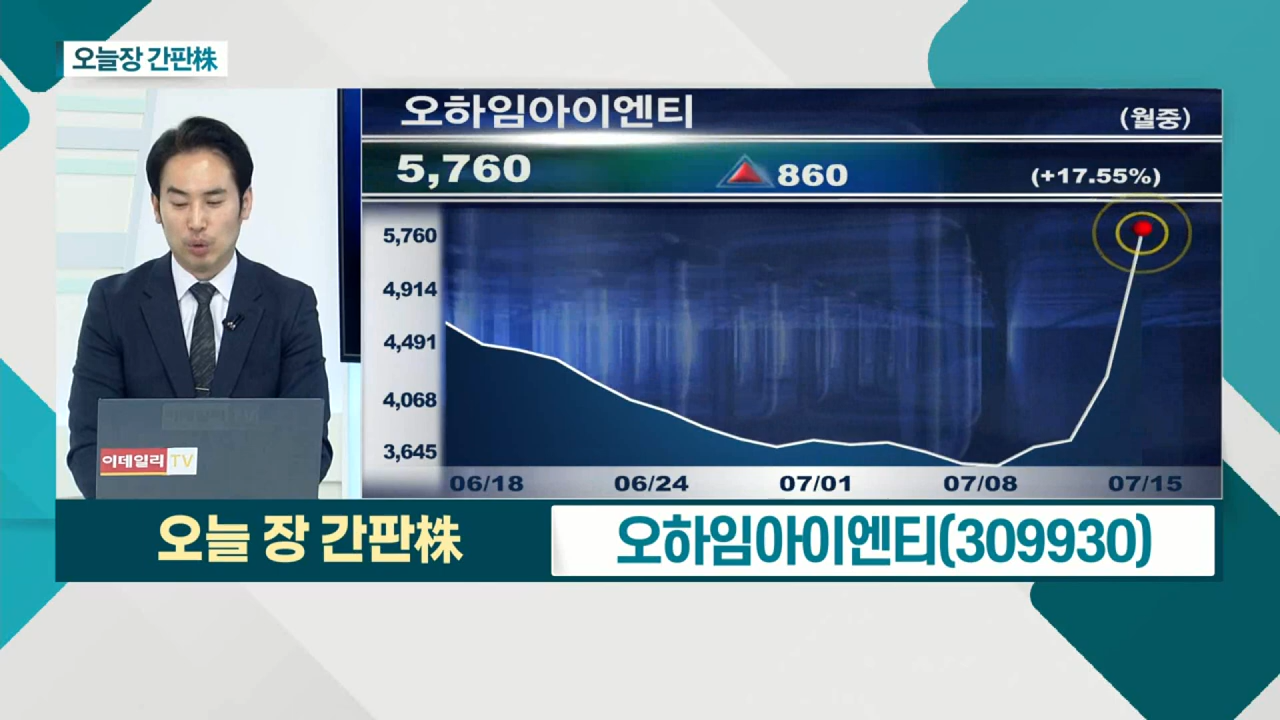 오늘장 간판株
오하임아이엔티
(월중)
5,760 ▲ 860 (+17.55%)
5,760
4,914
4,491
4,068
3,645
06/18 06/24 07/01 07/08 07/15
이데일리 TV
오늘 장 간판株
오하임아이엔티(309930)